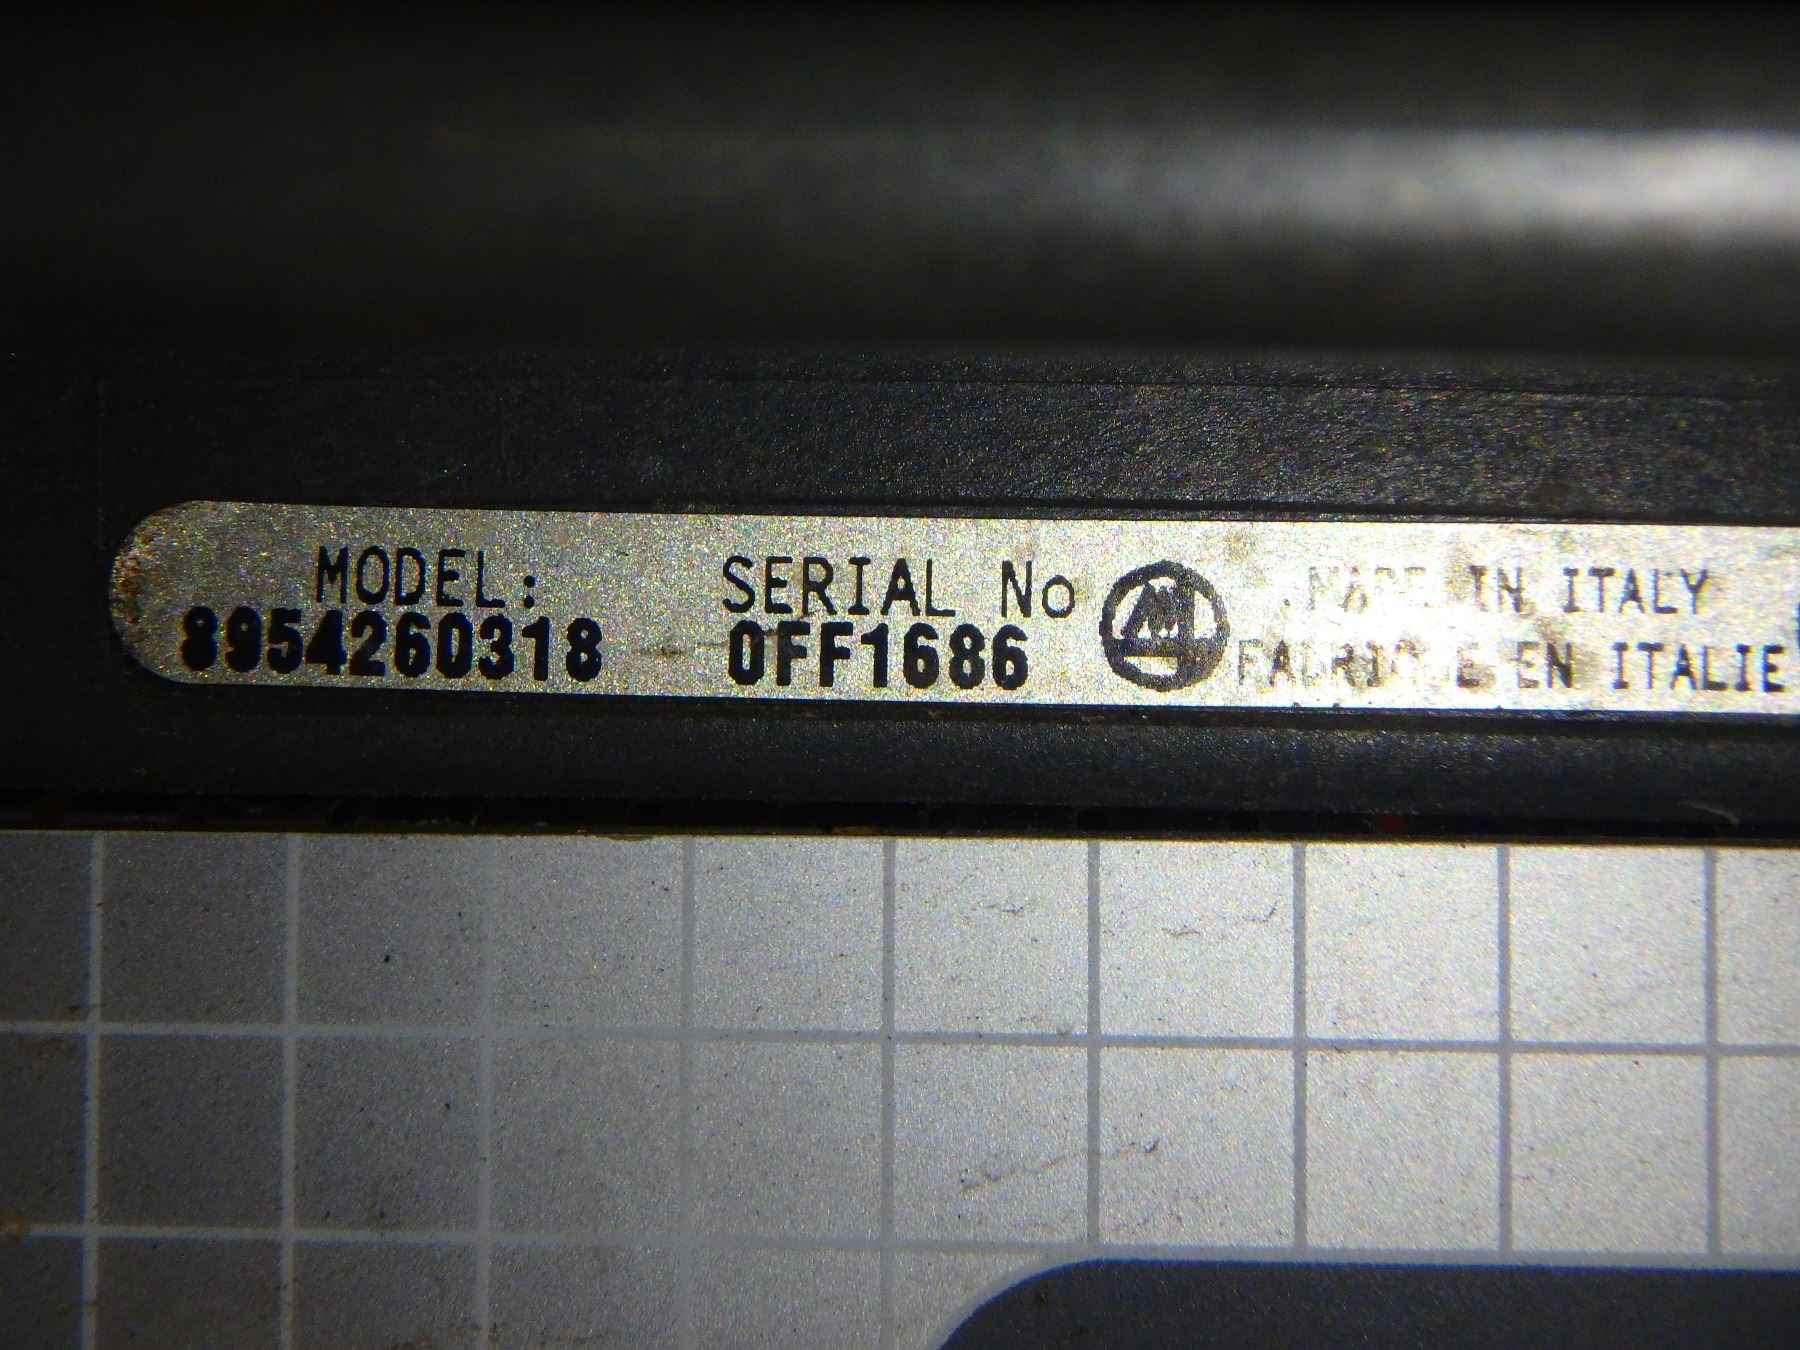 MODEL:
8954260318
SERIAL No
0FF1686
MADE IN ITALY
FABRIQUE EN ITALIE